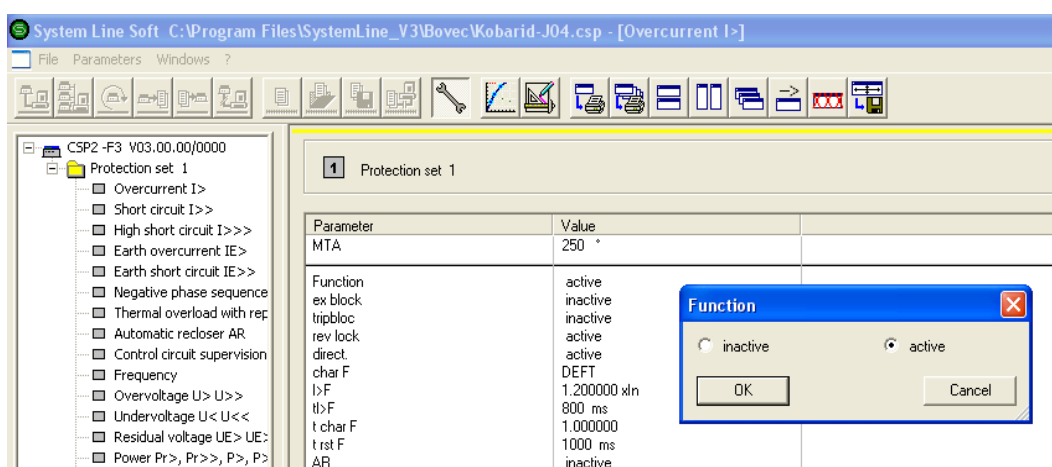 System Line Soft C:\Program Files\SystemLine_V3\Bovec\Kobarid-J04.csp - [Overcurrent I>]
File Parameters Windows ?
CSP2 -F3 V03.00.00/0000
Protection set 1
Overcurrent I>
Short circuit I>>
High short circuit I>>>
Earth overcurrent IE>
Earth short circuit IE>>
Negative phase sequence
Thermal overload with rep
Automatic recloser AR
Control circuit supervision
Frequency
Overvoltage U> U>>
Undervoltage U< U<<
Residual voltage UE> UE>
Power Pr>, Pr>>, P>, P>
1 Protection set 1
Parameter Value
MTA 250 °
Function active
ex block inactive
tripbloc inactive
rev lock active
direct. active
char F DEFT
I>F 1.200000 xIn
tI>F 800 ms
t char F 1.000000
t rst F 1000 ms
AR inactive
Function
inactive active
OK Cancel